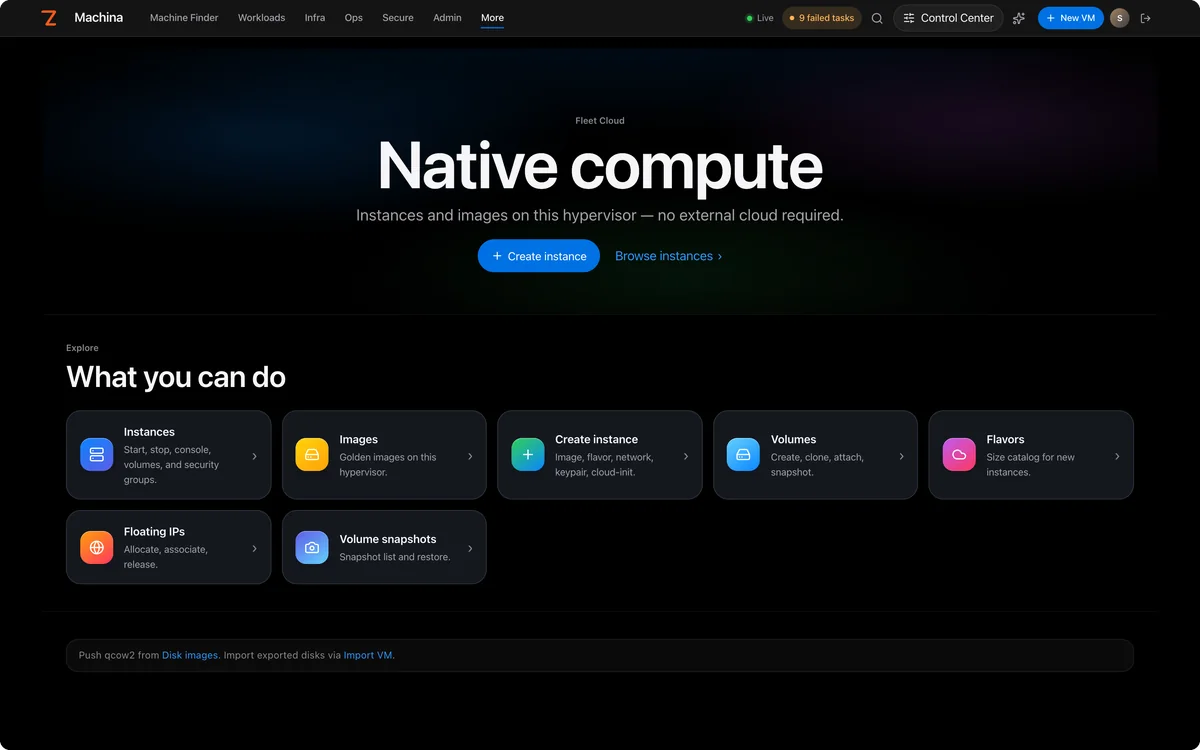 Machina
Machine Finder
Workloads
Infra
Ops
Secure
Admin
More
Live
9 failed tasks
Control Center
+ New VM
S
Fleet Cloud
Native compute
Instances and images on this hypervisor — no external cloud required.
+ Create instance
Browse instances ›
Explore
What you can do
Instances
Start, stop, console,
volumes, and security
groups.
Images
Golden images on this
hypervisor.
Create instance
Image, flavor, network,
keypair, cloud-init.
Volumes
Create, clone, attach,
snapshot.
Flavors
Size catalog for new
instances.
Floating IPs
Allocate, associate,
release.
Volume snapshots
Snapshot list and restore.
Push qcow2 from Disk images. Import exported disks via Import VM.